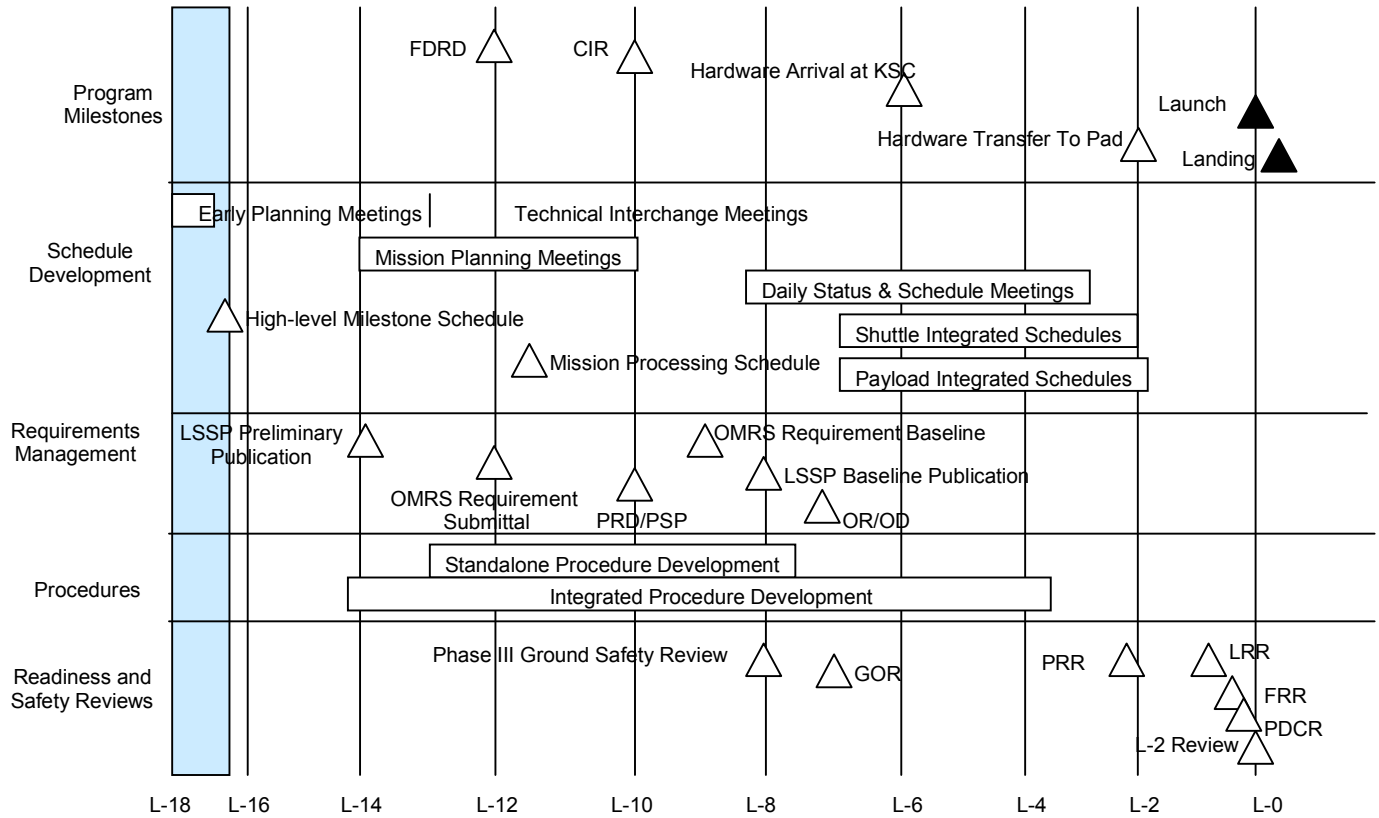 FDRD
CIR
Hardware Arrival at KSC
Program
Milestones
Launch
Hardware Transfer To Pad
Landing
Early Planning Meetings
Technical Interchange Meetings
Schedule
Development
Mission Planning Meetings
Daily Status & Schedule Meetings
High-level Milestone Schedule
Shuttle Integrated Schedules
Mission Processing Schedule
Payload Integrated Schedules
Requirements
Management
LSSP Preliminary
Publication
OMRS Requirement Baseline
LSSP Baseline Publication
OMRS Requirement
Submittal
PRD/PSP
OR/OD
Standalone Procedure Development
Procedures
Integrated Procedure Development
Readiness and
Safety Reviews
Phase III Ground Safety Review
GOR
PRR
LRR
FRR
PDCR
L-2 Review
L-18 L-16 L-14 L-12 L-10 L-8 L-6 L-4 L-2 L-0